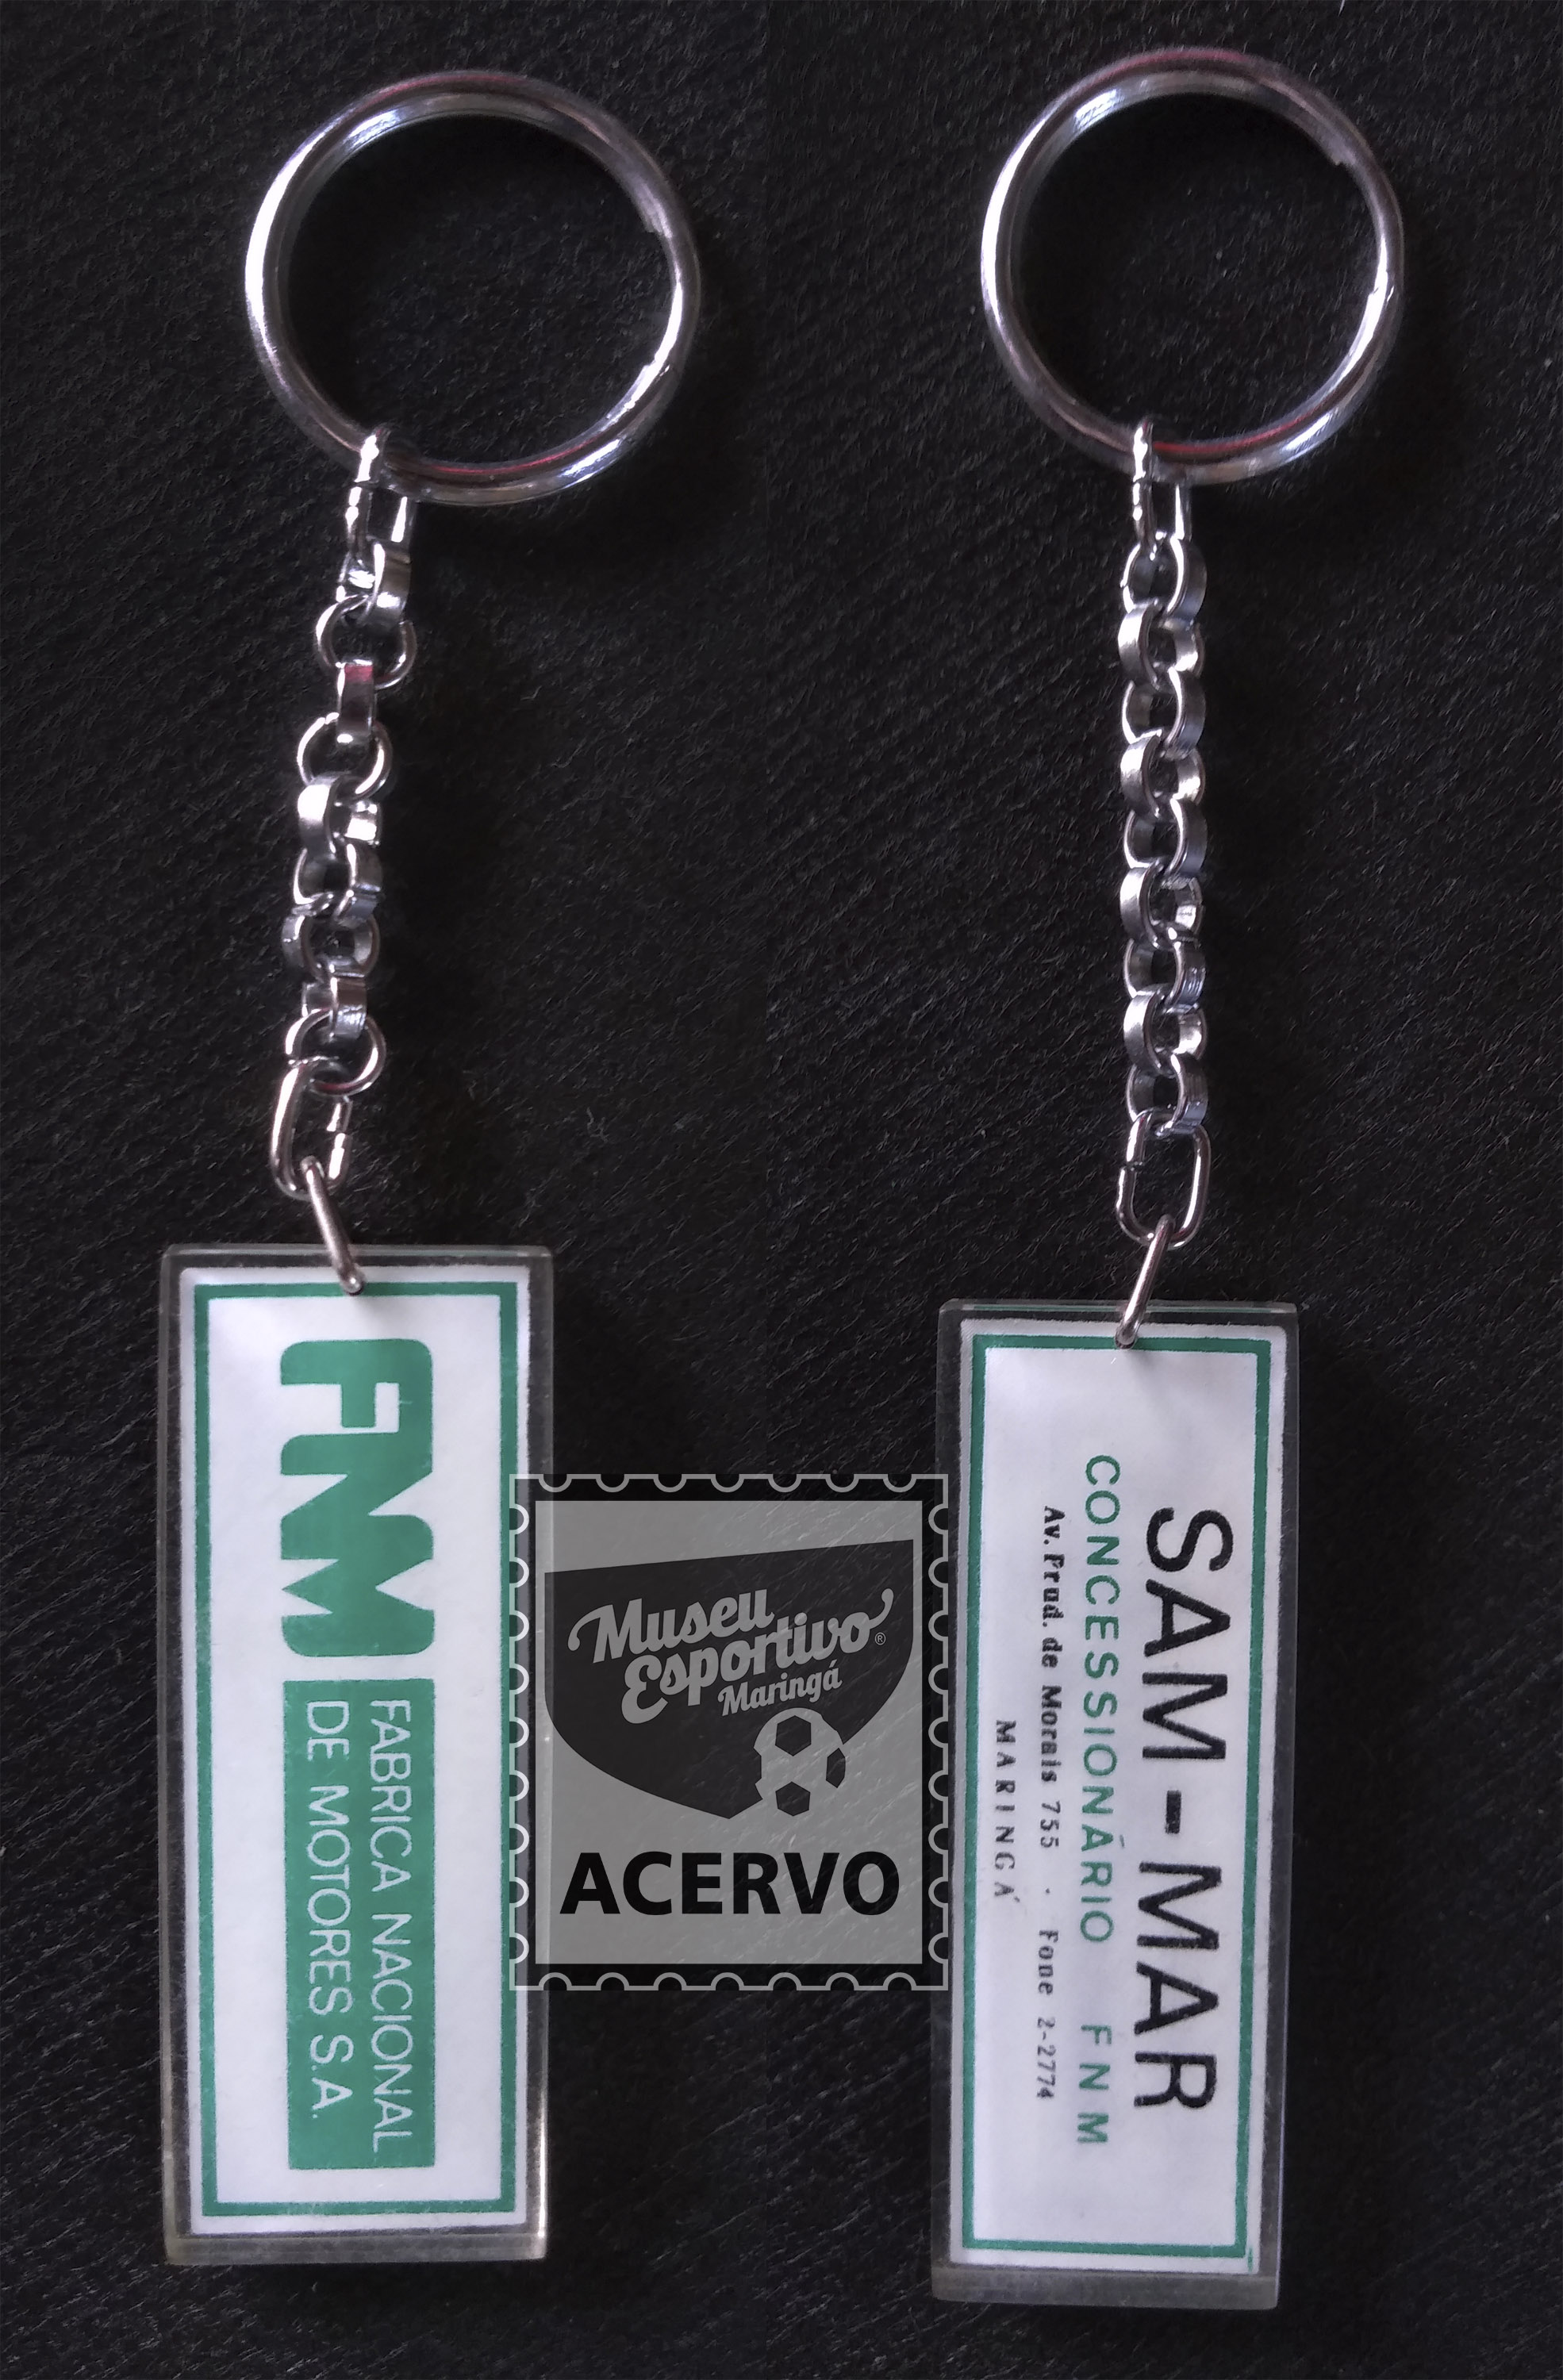 FNM
FABRICA NACIONAL
DE MOTORES S.A.
Museu
Esportivo®
Maringá
ACERVO
SAM-MAR
CONCESSIONÁRIO FNM
Av. Prud. de Morais 755 · Fone 2-2774
MARINGÁ